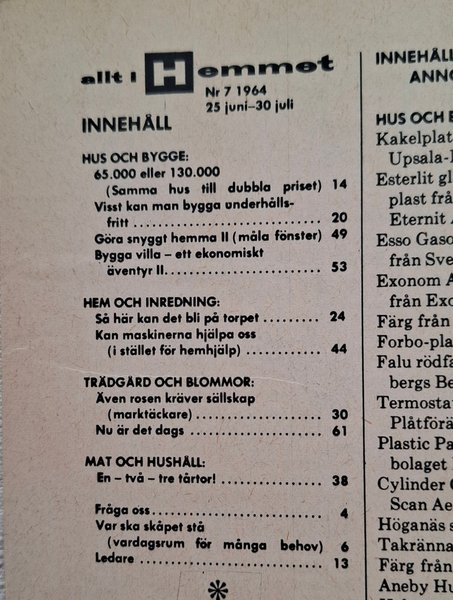 allt i Hemmet
Nr 7 1964
25 juni–30 juli
INNEHÅLL
HUS OCH BYGGE:
65.000 eller 130.000
(Samma hus till dubbla priset) 14
Visst kan man bygga underhålls-
fritt ............................ 20
Göra snyggt hemma II (måla fönster) 49
Bygga villa – ett ekonomiskt
äventyr II....................... 53
HEM OCH INREDNING:
Så här kan det bli på torpet ......... 24
Kan maskinerna hjälpa oss
(i stället för hemhjälp) ........... 44
TRÄDGÅRD OCH BLOMMOR:
Även rosen kräver sällskap
(marktäckare) .................. 30
Nu är det dags .................... 61
MAT OCH HUSHÅLL:
En – två – tre tårtor! .............. 38
Fråga oss ......................... 4
Var ska skåpet stå
(vardagsrum för många behov) 6
Ledare ........................... 13
INNEHÅLL
ANNO
HUS OCH B
Kakelplat
Upsala-
Esterlit gl
plast frå
Eternit
Esso Gaso
från Sve
Exonom A
från Exo
Färg från
Forbo-pla
Falu rödfä
bergs Be
Termosta
Plåtförä
Plastic Pa
bolaget
Cylinder
Scan Ae
Höganäs s
Takränna
Färg från
Aneby Hu